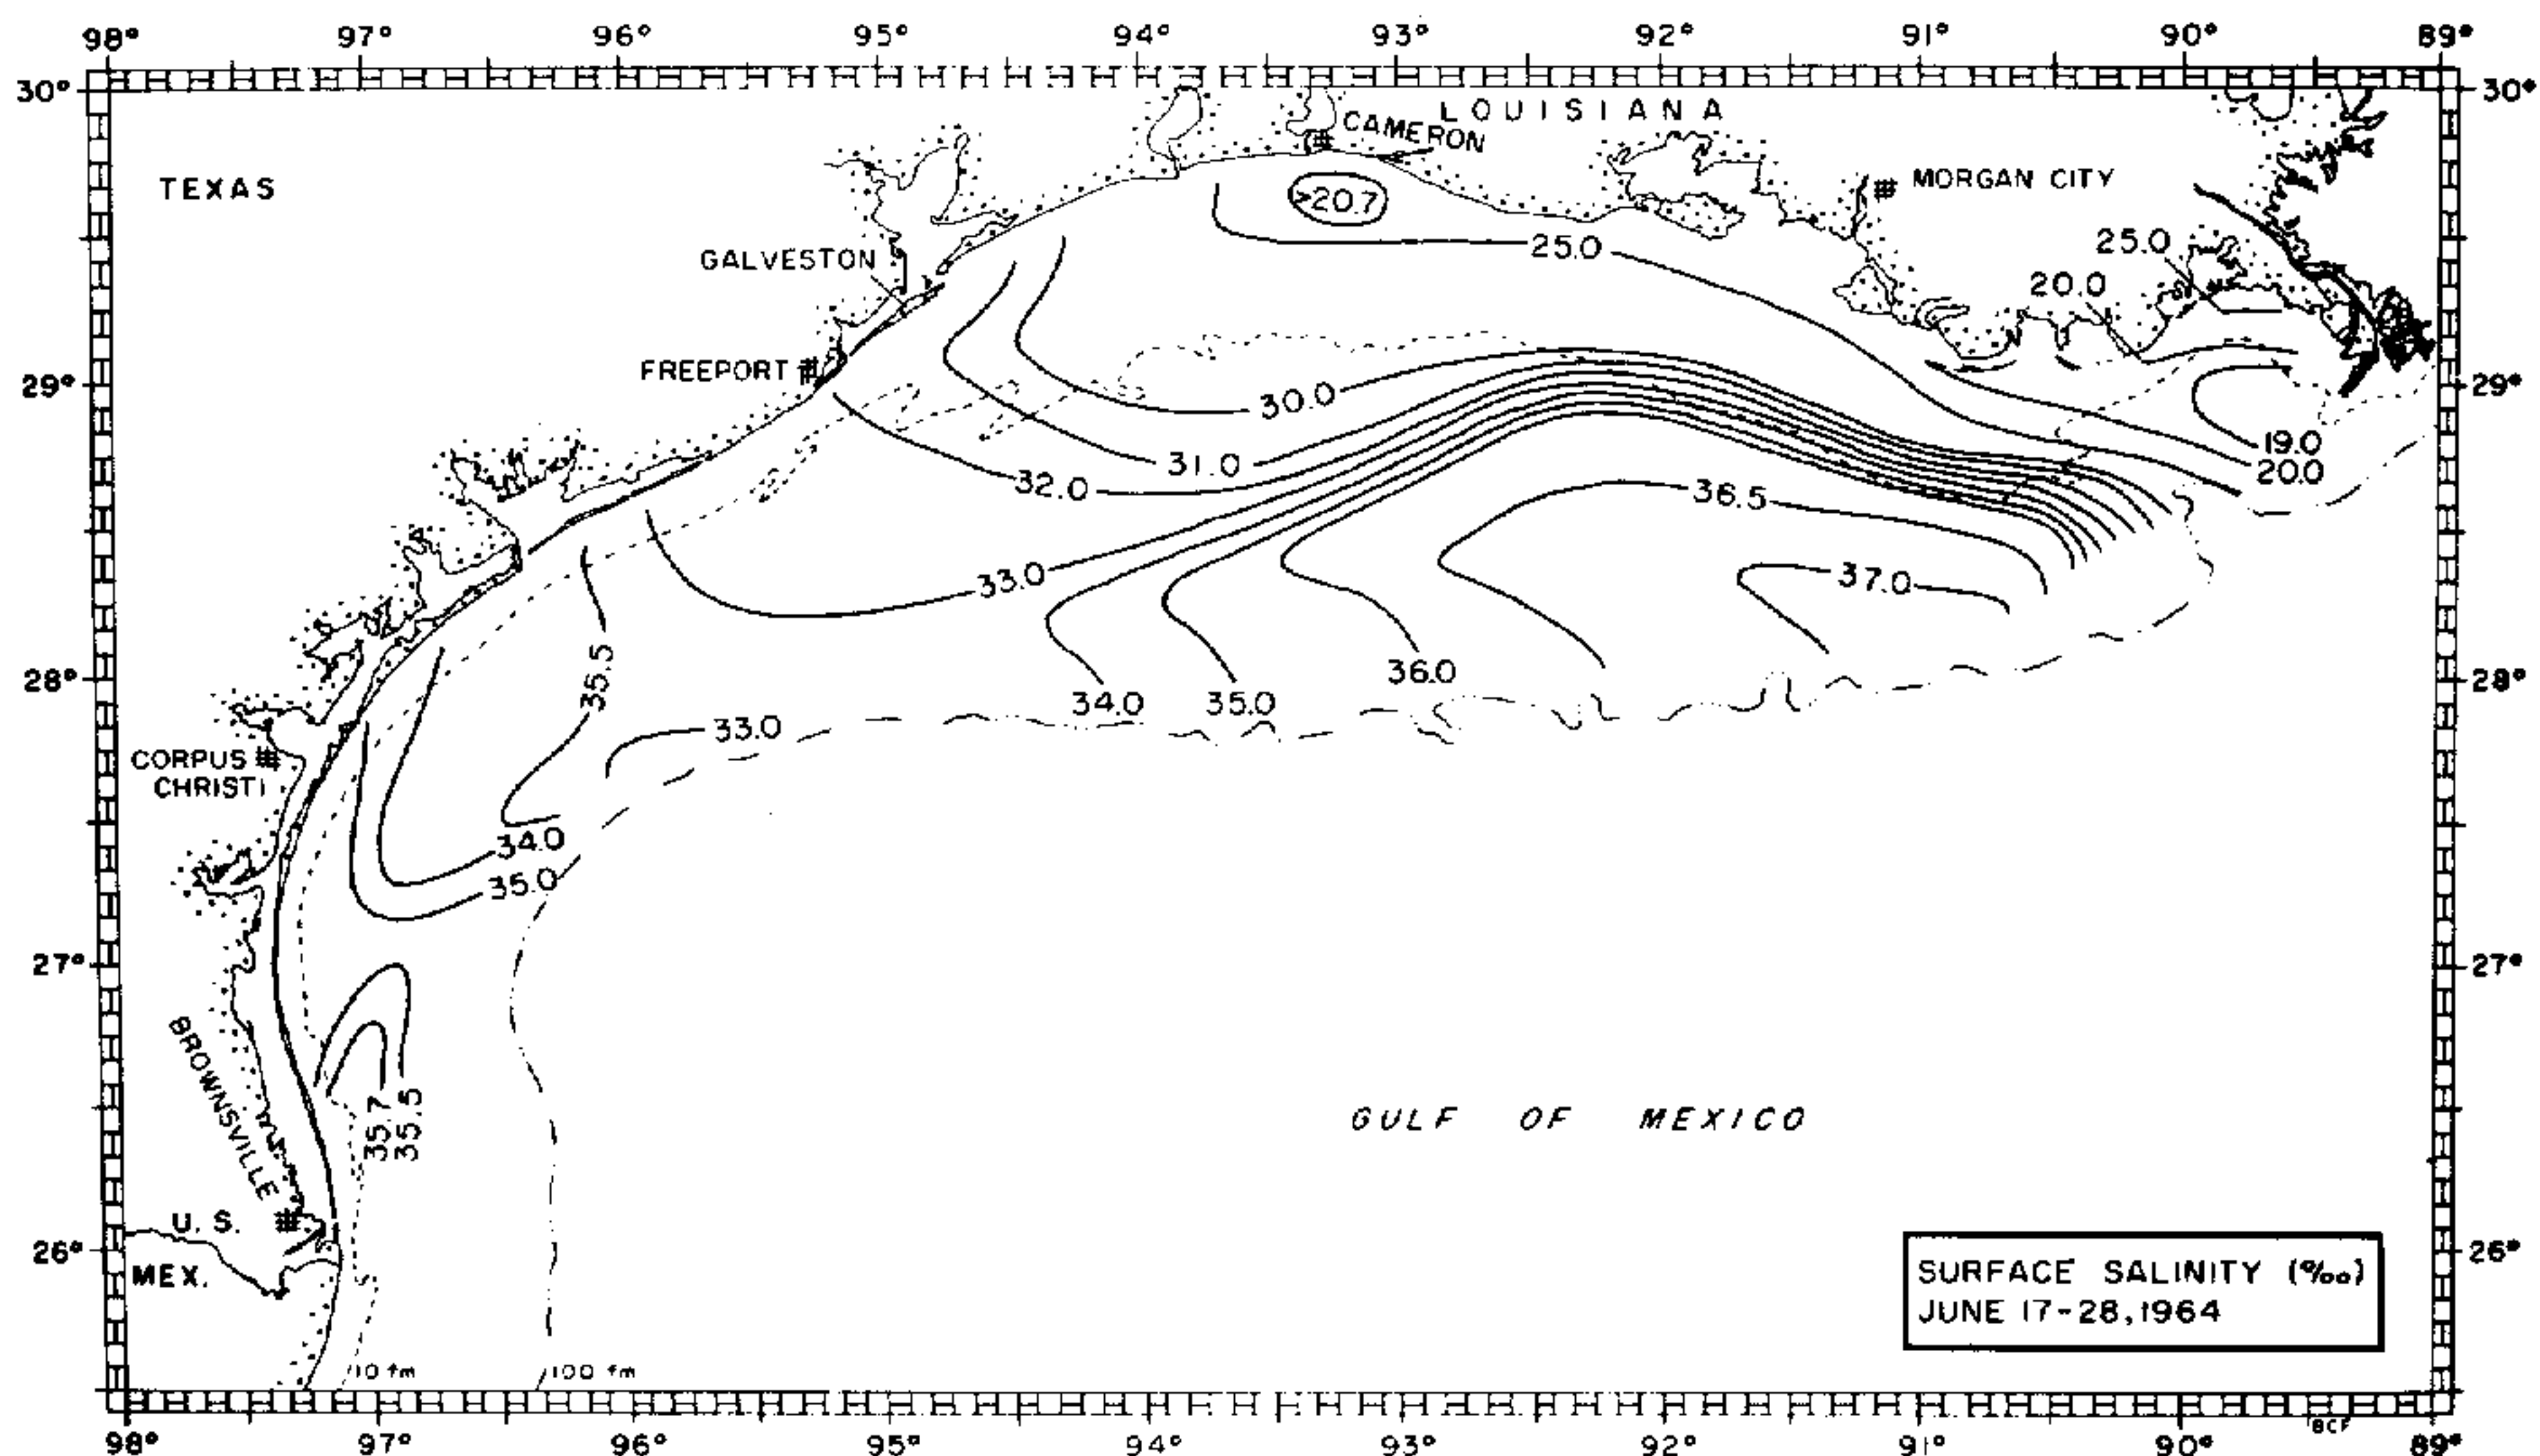 98° 97° 96° 95° 94° 93° 92° 91° 90° 89°
30° 30°
LOUISIANA
CAMERON
TEXAS
MORGAN CITY
>20.7
25.0
25.0
GALVESTON
20.0
FREEPORT
29° 29°
30.0
19.0
31.0
20.0
32.0
36.5
33.0
37.0
35.5
36.0
28° 28°
34.0
35.0
33.0
CORPUS
CHRISTI
34.0
35.0
27° 27°
BROWNSVILLE
35.7
35.5
GULF OF MEXICO
U. S.
26° 26°
MEX.
SURFACE SALINITY (‰)
JUNE 17-28, 1964
10 fm
100 fm
BCF
98° 97° 96° 95° 94° 93° 92° 91° 90° 89°